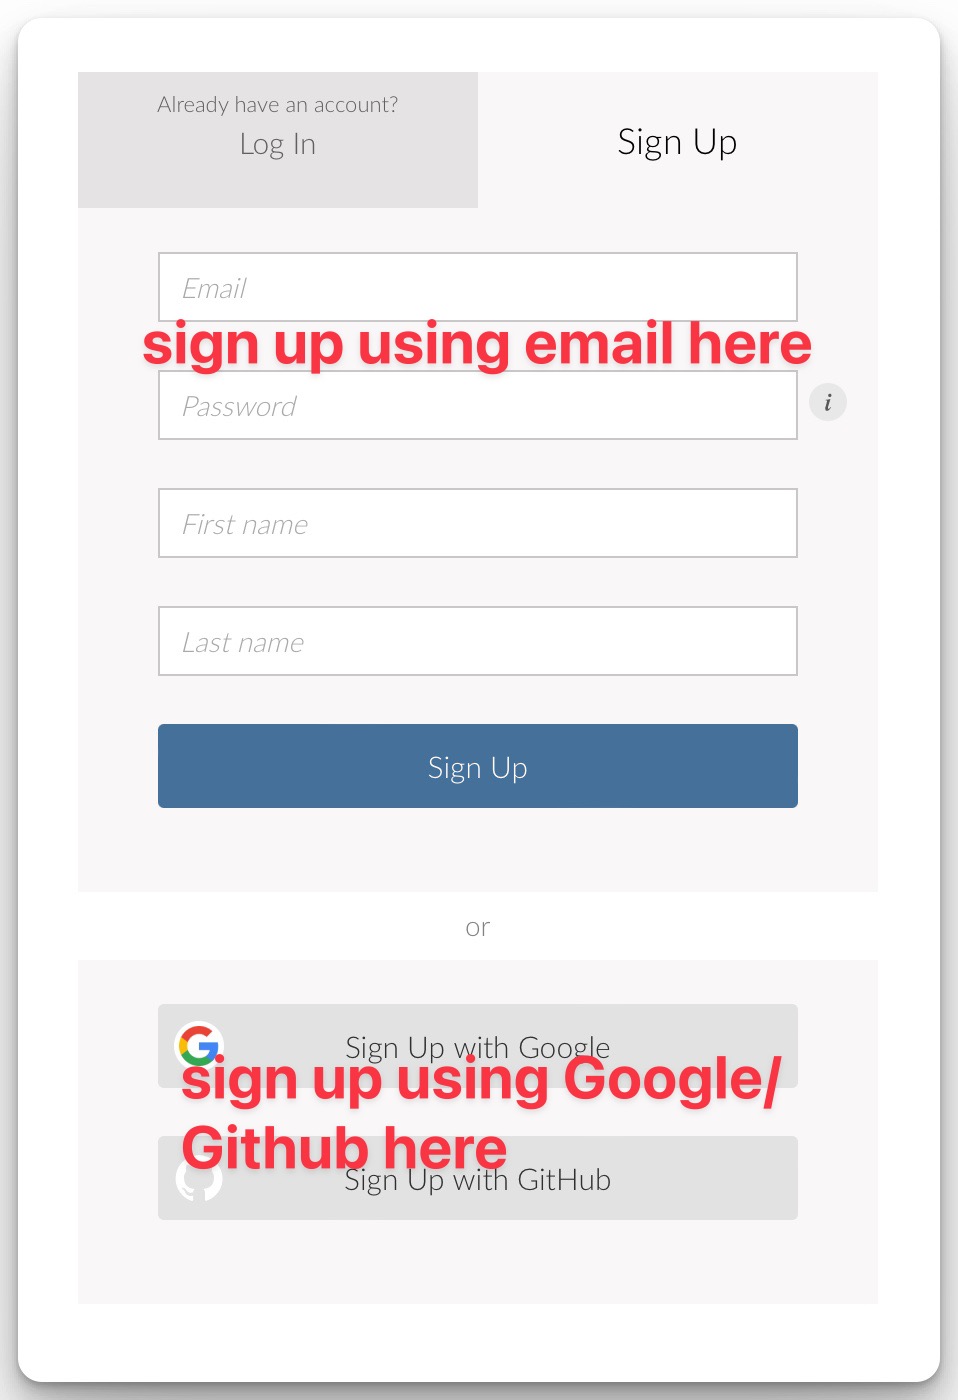 Already have an account?
Log In
Sign Up
Email
sign up using email here
Password
i
First name
Last name
Sign Up
or
Sign Up with Google
sign up using Google/
Github here
Sign Up with GitHub